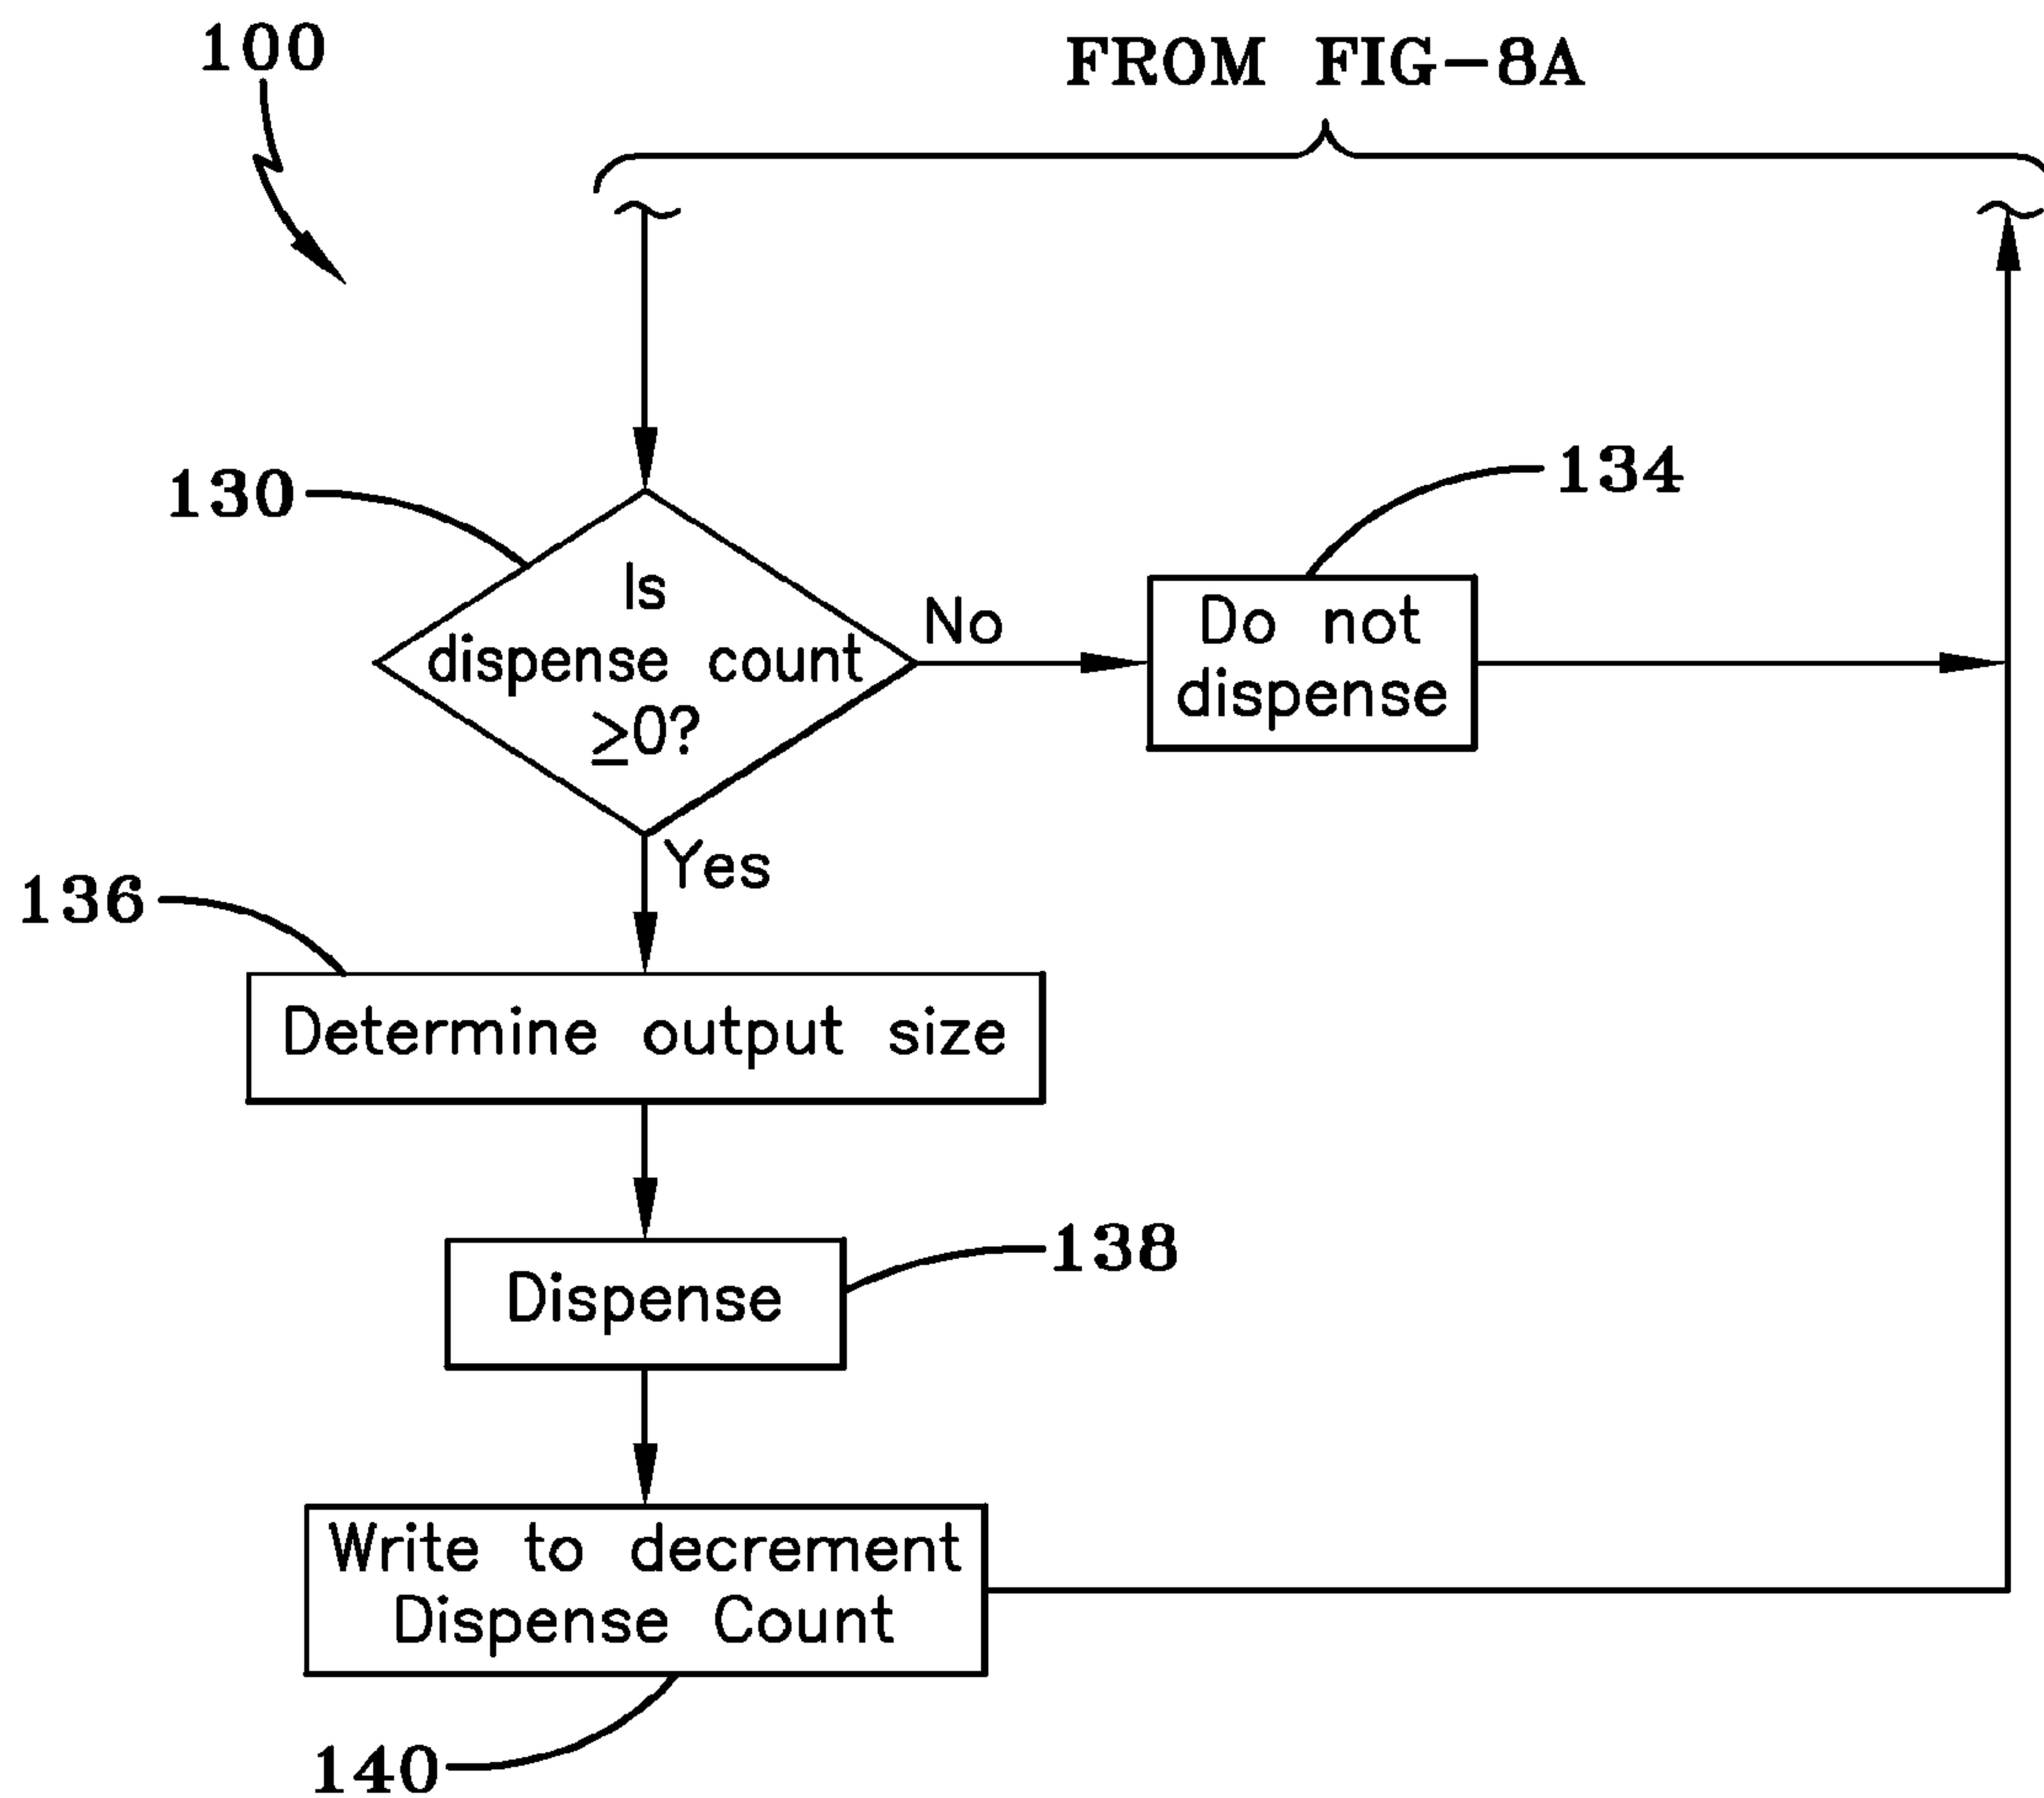 100
FROM FIG-8A
130
134
Is
dispense count
≥0?
No
Do not
dispense
Yes
136
Determine output size
138
Dispense
Write to decrement
Dispense Count
140